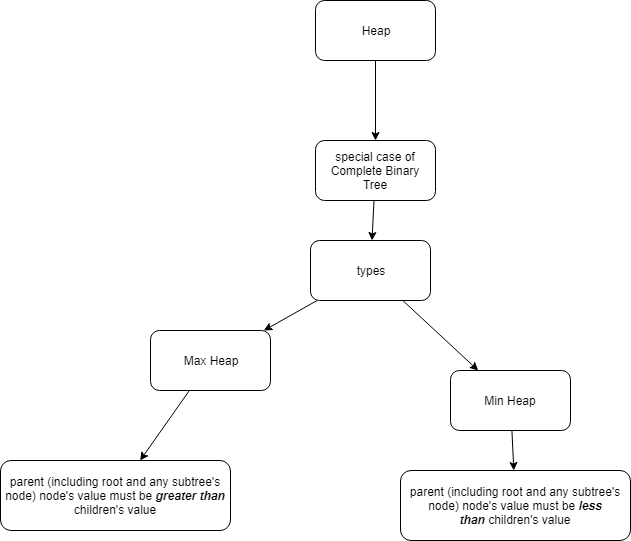 Heap
special case of
Complete Binary
Tree
types
Max Heap
Min Heap
parent (including root and any subtree's
node) node's value must be greater than
children's value
parent (including root and any subtree's
node) node's value must be less
than children's value